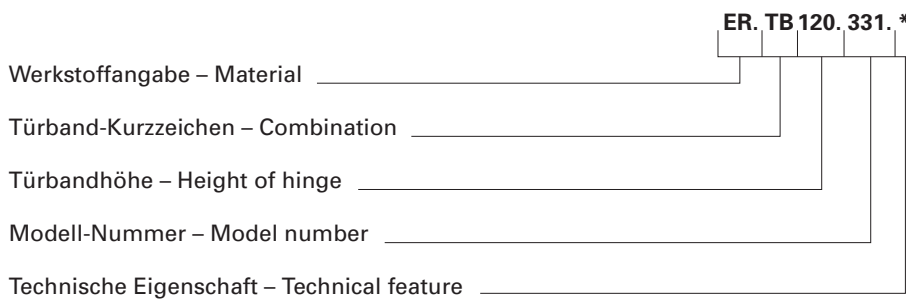 ER. TB 120. 331. *
Werkstoffangabe – Material
Türband-Kurzzeichen – Combination
Türbandhöhe – Height of hinge
Modell-Nummer – Model number
Technische Eigenschaft – Technical feature